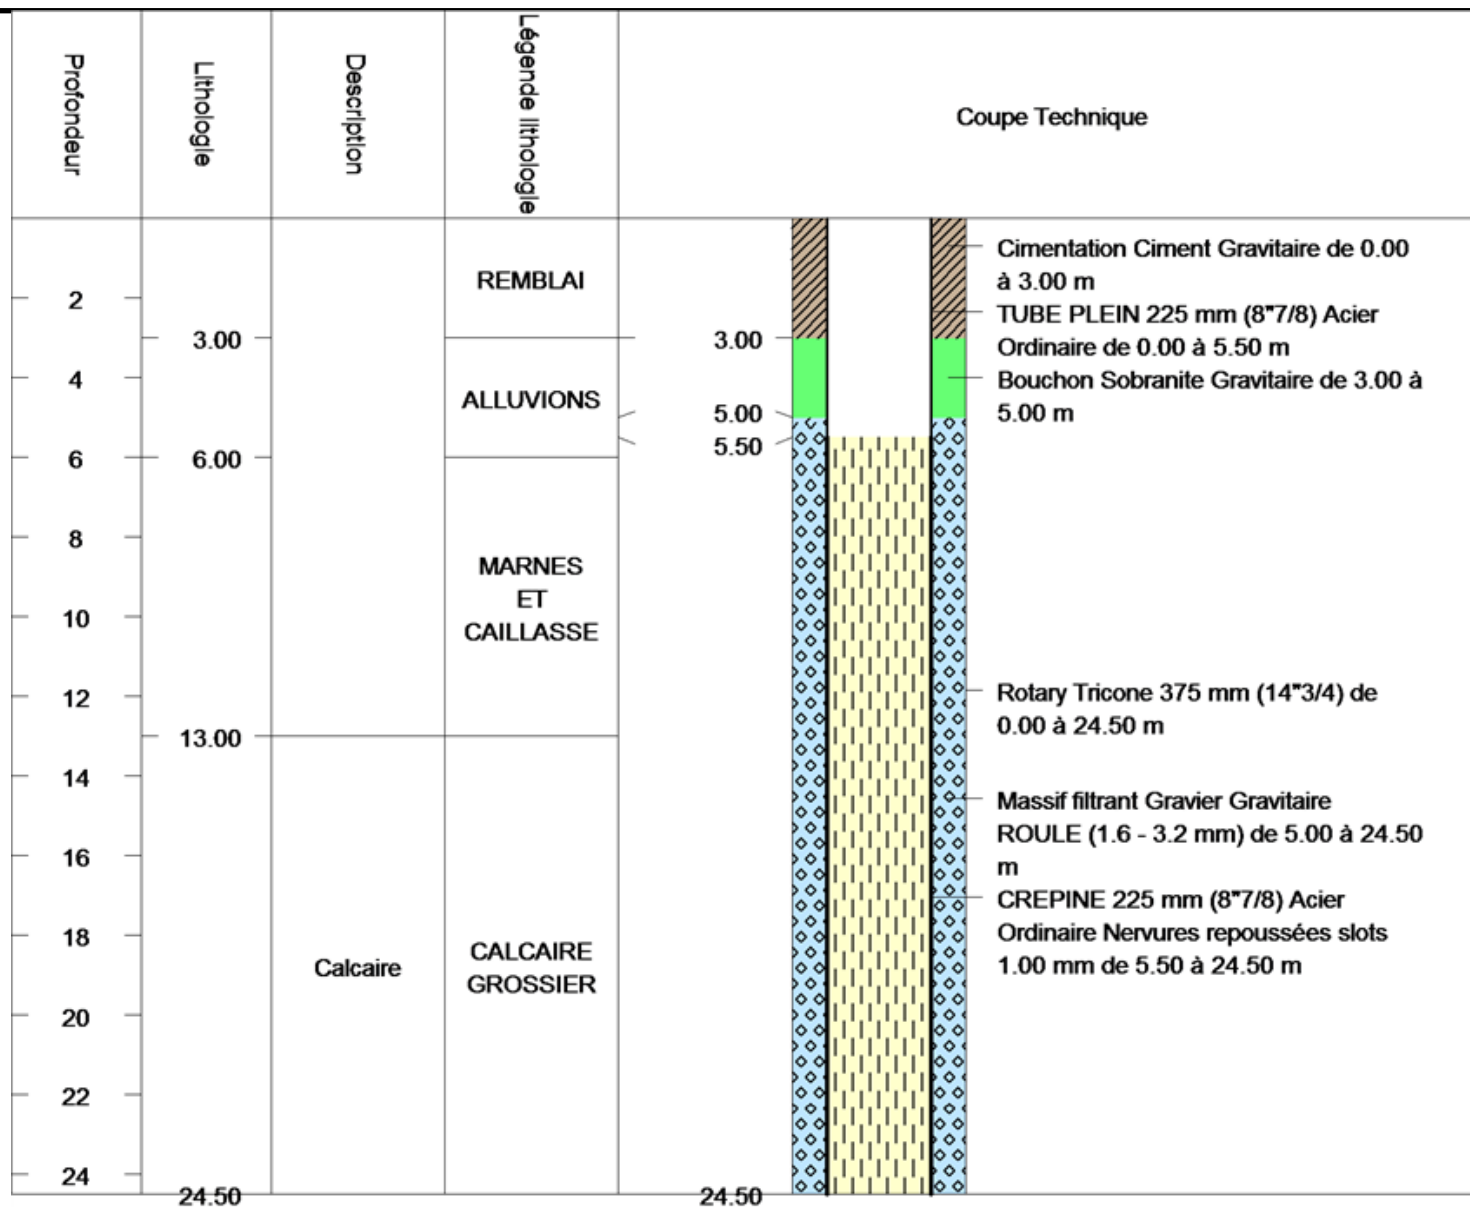 Profondeur
Lithologie
Description
Légende lithologie
Coupe Technique
2
4
6
8
10
12
14
16
18
20
22
24
3.00
6.00
13.00
24.50
Calcaire
REMBLAI
ALLUVIONS
MARNES
ET
CAILLASSE
CALCAIRE
GROSSIER
3.00
5.00
5.50
24.50
Cimentation Ciment Gravitaire de 0.00
à 3.00 m
TUBE PLEIN 225 mm (8"7/8) Acier
Ordinaire de 0.00 à 5.50 m
Bouchon Sobranite Gravitaire de 3.00 à
5.00 m
Rotary Tricone 375 mm (14"3/4) de
0.00 à 24.50 m
Massif filtrant Gravier Gravitaire
ROULE (1.6 - 3.2 mm) de 5.00 à 24.50
m
CREPINE 225 mm (8"7/8) Acier
Ordinaire Nervures repoussées slots
1.00 mm de 5.50 à 24.50 m